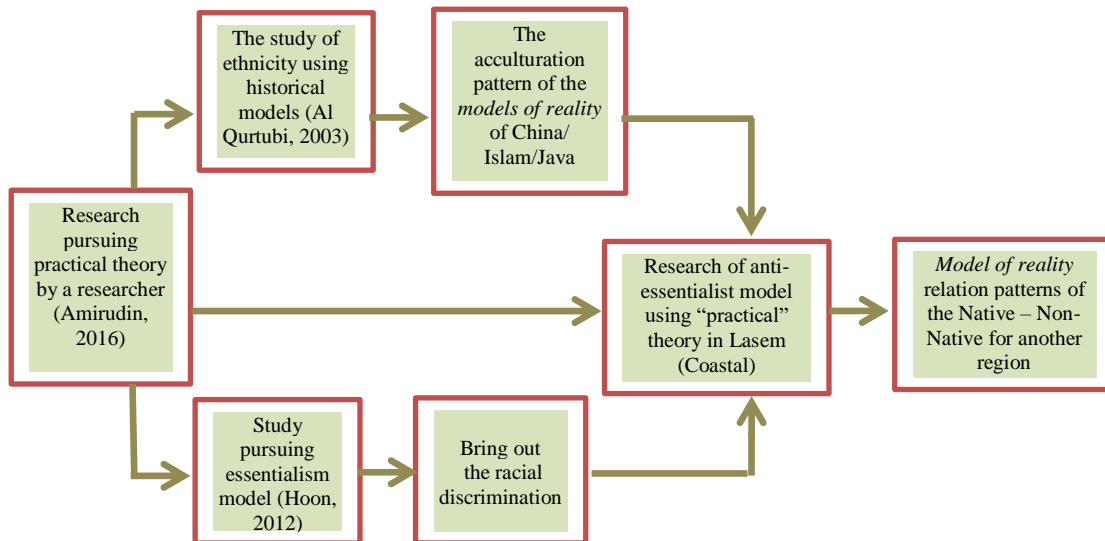 The study of
ethnicity using
historical
models (Al
Qurtubi, 2003)
The
acculturation
pattern of the
models of reality
of China/
Islam/Java
Research
pursuing
practical theory
by a researcher
(Amirudin,
2016)
Research of anti-
essentialist model
using “practical”
theory in Lasem
(Coastal)
Model of reality
relation patterns of
the Native – Non-
Native for another
region
Study
pursuing
essentialism
model (Hoon,
2012)
Bring out
the racial
discrimination